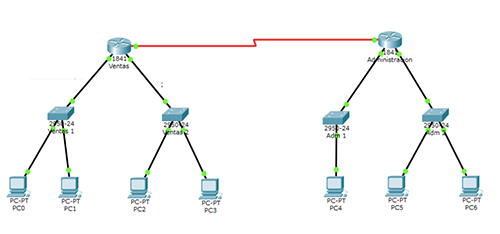 1841
Ventas
1841
Administracion
2950-24
Ventas 1
2950-24
Ventas 2
2950-24
Adm 1
2950-24
Adm
PC-PT
PC0
PC-PT
PC1
PC-PT
PC2
PC-PT
PC3
PC-PT
PC4
PC-PT
PC5
PC-PT
PC6